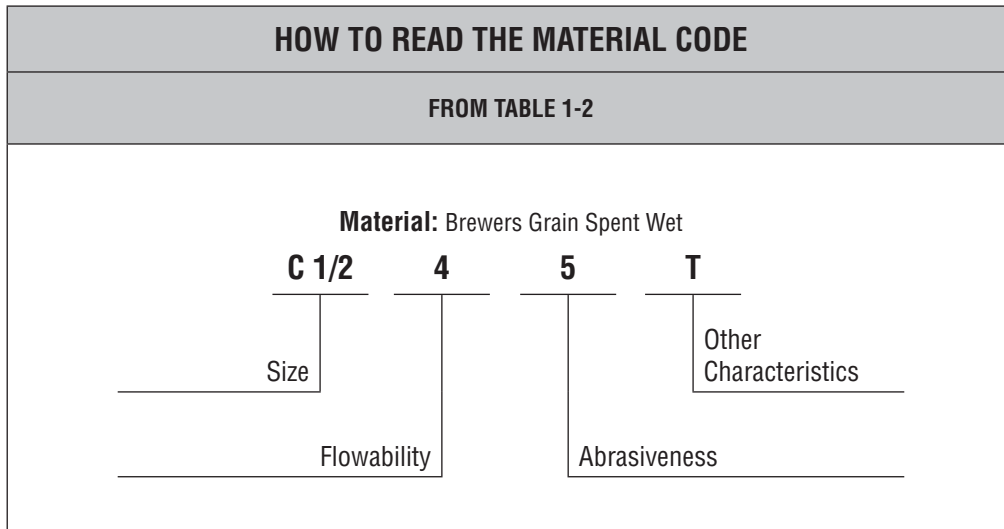 HOW TO READ THE MATERIAL CODE
FROM TABLE 1-2
Material: Brewers Grain Spent Wet
C 1/2 4 5 T
Other
Size Characteristics
Flowability Abrasiveness